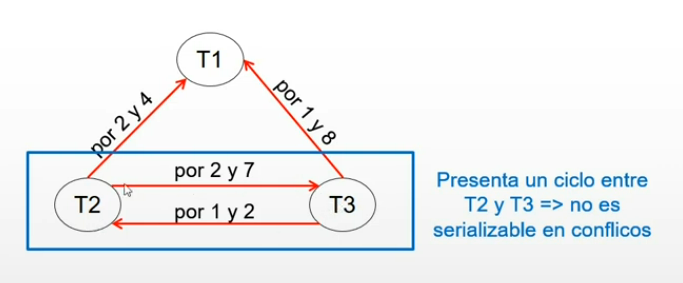 T1
por 2 y 4
por 1 y 8
por 2 y 7
T2
T3
por 1 y 2
Presenta un ciclo entre
T2 y T3 => no es
serializable en conflicos